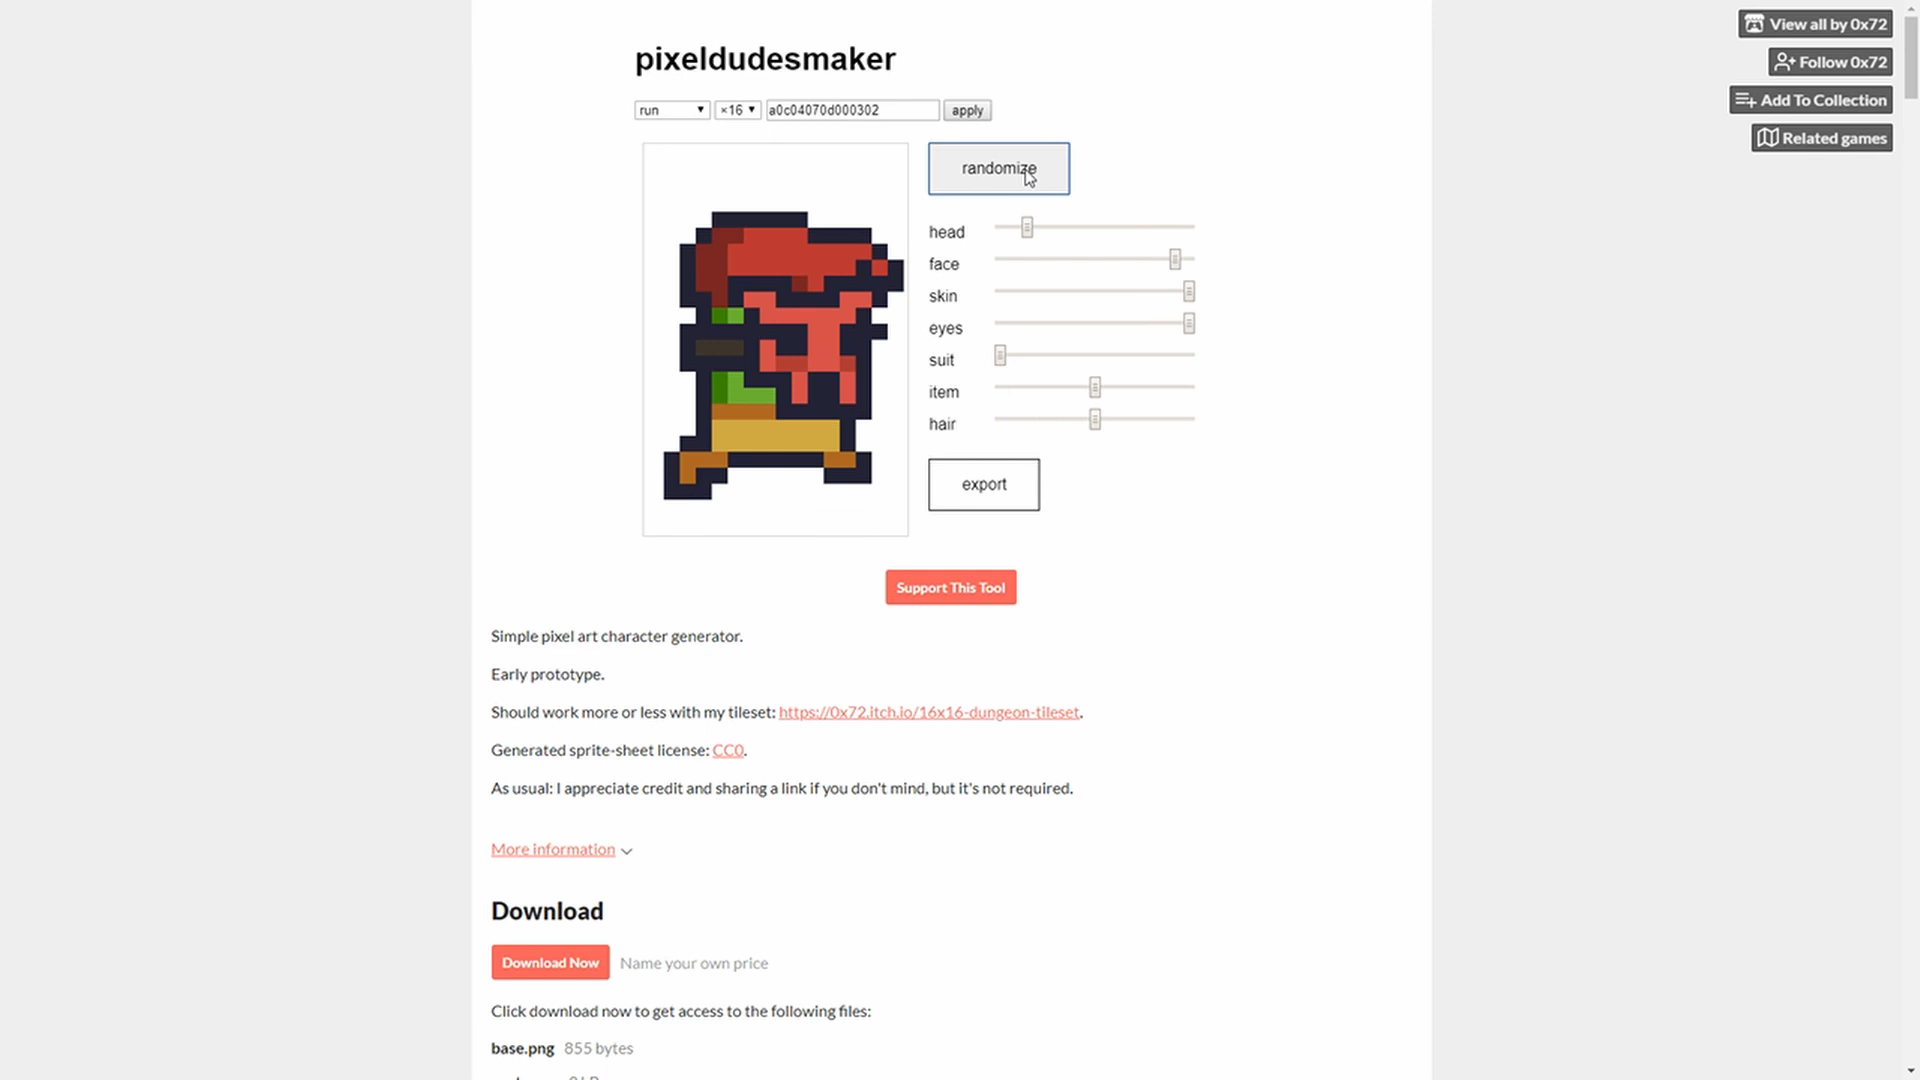 View all by 0x72
Follow 0x72
Add To Collection
Related games
pixeldudesmaker
run ×16 a0c04070d000302 apply
randomize
head
face
skin
eyes
suit
item
hair
export
Support This Tool
Simple pixel art character generator.
Early prototype.
Should work more or less with my tileset: https://0x72.itch.io/16x16-dungeon-tileset.
Generated sprite-sheet license: CC0.
As usual: I appreciate credit and sharing a link if you don't mind, but it's not required.
More information
Download
Download Now Name your own price
Click download now to get access to the following files:
base.png 855 bytes